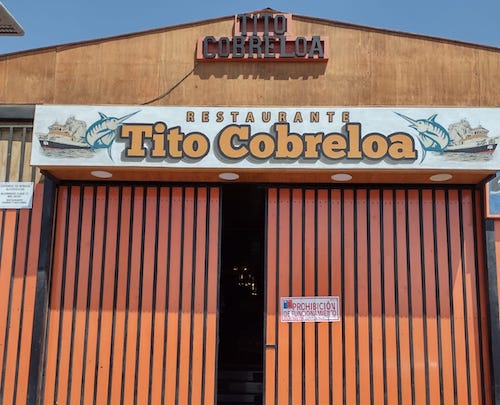 TITO
COBRELOA
RESTAURANTE
Tito Cobreloa
PROHIBICIÓN
DE FUNCIONAMIENTO